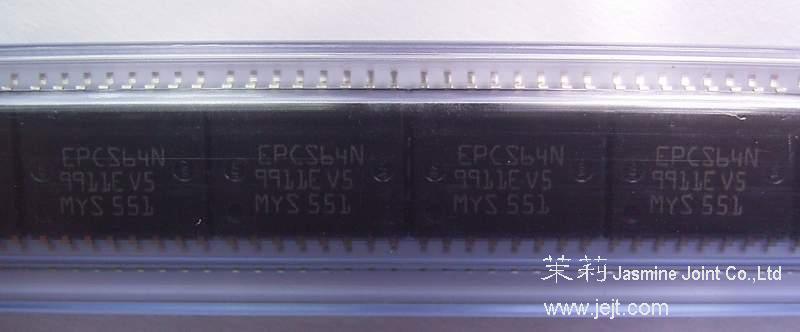 EPCS64N EPCS64N EPCS64N EPCS64N
9911EV5 9911EV5 9911EV5 9911EV5
MYS 551 MYS 551 MYS 551 MYS 551
茉莉 Jasmine Joint Co.,Ltd
www.jejt.com